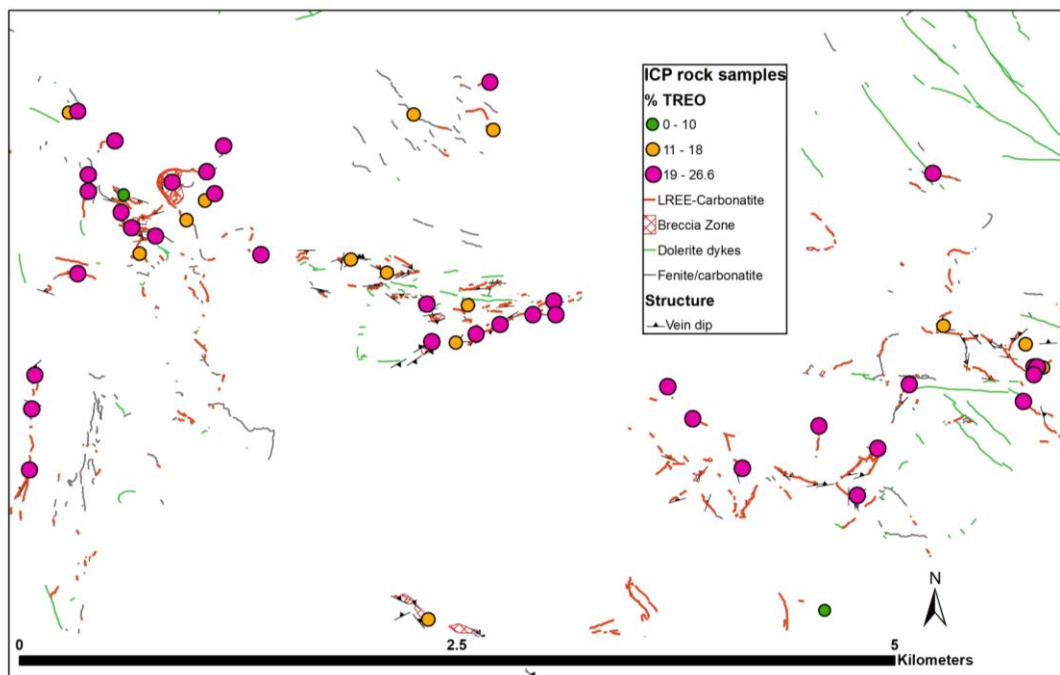 ICP rock samples
% TREO
0 - 10
11 - 18
19 - 26.6
LREE-Carbonatite
Breccia Zone
Dolerite dykes
Fenite/carbonatite
Structure
Vein dip
N
0 2.5 5
Kilometers